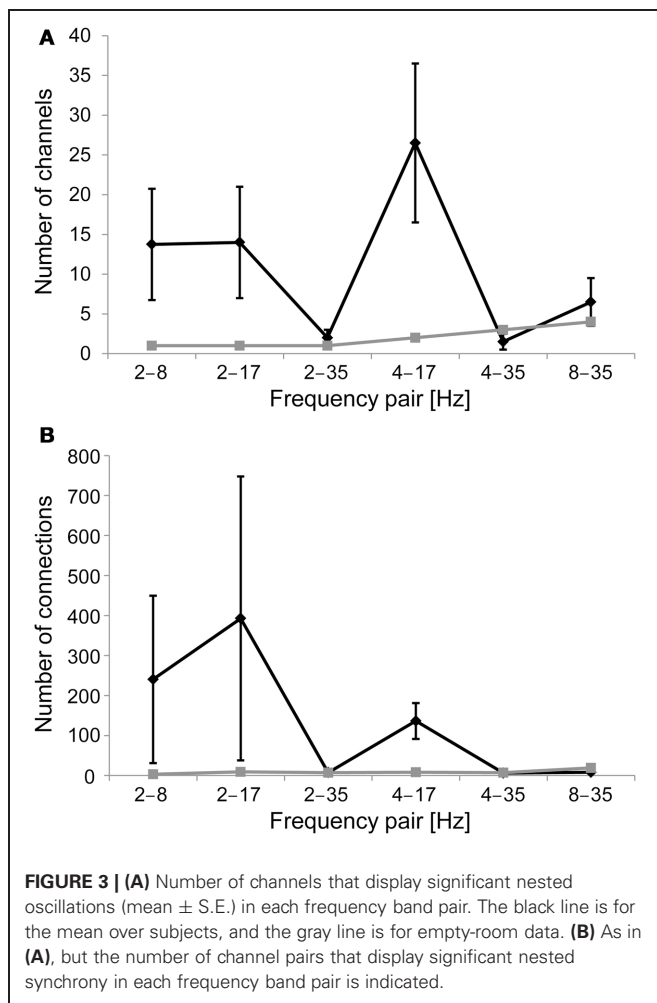 A
40
35
30
25
20
15
10
5
0
Number of channels
2–8 2–17 2–35 4–17 4–35 8–35
Frequency pair [Hz]
B
800
700
600
500
400
300
200
100
0
Number of connections
2–8 2–17 2–35 4–17 4–35 8–35
Frequency pair [Hz]
FIGURE 3 | (A) Number of channels that display significant nested
oscillations (mean ± S.E.) in each frequency band pair. The black line is for
the mean over subjects, and the gray line is for empty-room data. (B) As in
(A), but the number of channel pairs that display significant nested
synchrony in each frequency band pair is indicated.